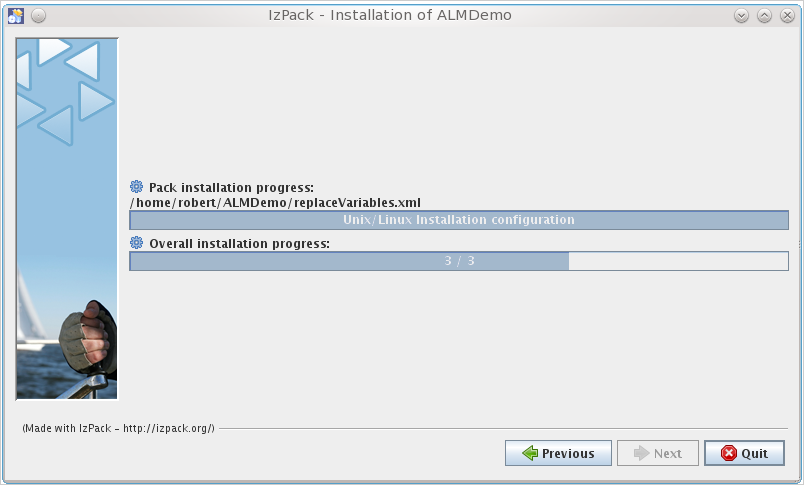 IzPack - Installation of ALMDemo
Pack installation progress:
/home/robert/ALMDemo/replaceVariables.xml
Unix/Linux Installation configuration
Overall installation progress:
3 / 3
(Made with IzPack - http://izpack.org/)
Previous
Next
Quit